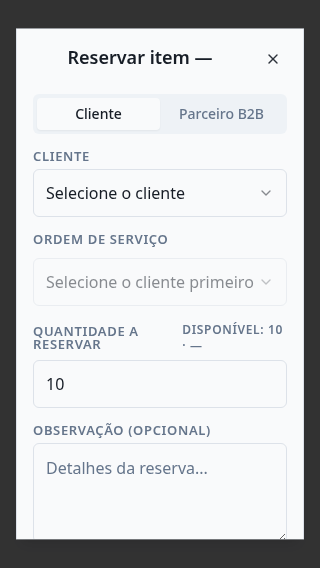 Reservar item —
×
Cliente
Parceiro B2B
CLIENTE
Selecione o cliente
ORDEM DE SERVIÇO
Selecione o cliente primeiro
QUANTIDADE A
RESERVAR
DISPONÍVEL: 10
· —
10
OBSERVAÇÃO (OPCIONAL)
Detalhes da reserva...